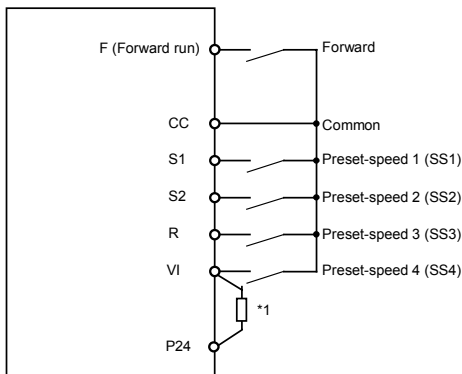 F (Forward run) Forward
CC Common
S1 Preset-speed 1 (SS1)
S2 Preset-speed 2 (SS2)
R Preset-speed 3 (SS3)
VI Preset-speed 4 (SS4)
*1
P24